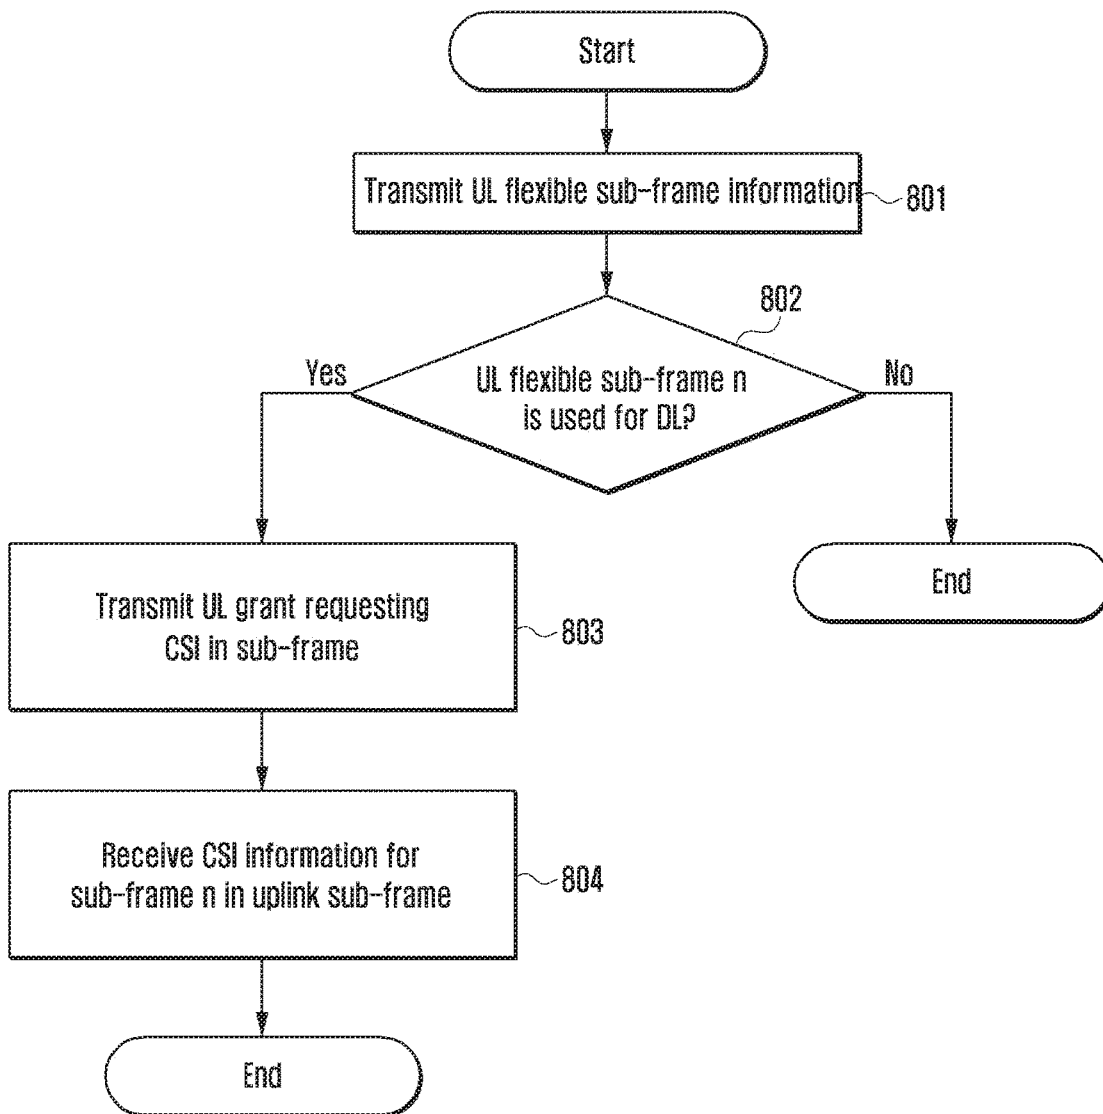 Start
Transmit UL flexible sub-frame information
801
802
UL flexible sub-frame n
is used for DL?
Yes
No
Transmit UL grant requesting
CSI in sub-frame
803
End
Receive CSI information for
sub-frame n in uplink sub-frame
804
End